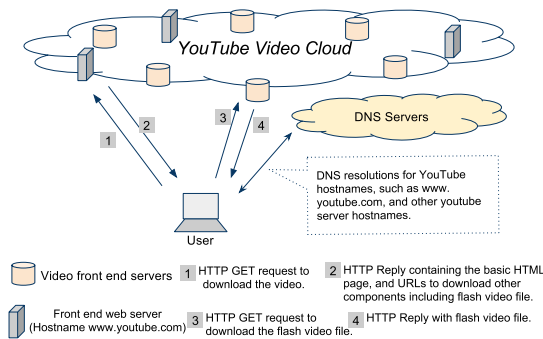 YouTube Video Cloud
DNS Servers
1
2
3
4
DNS resolutions for YouTube
hostnames, such as www.
youtube.com, and other youtube
server hostnames.
User
Video front end servers
1 HTTP GET request to
download the video.
2 HTTP Reply containing the basic HTML
page, and URLs to download other
components including flash video file.
Front end web server
(Hostname www.youtube.com)
3 HTTP GET request to
download the flash video file.
4 HTTP Reply with flash video file.